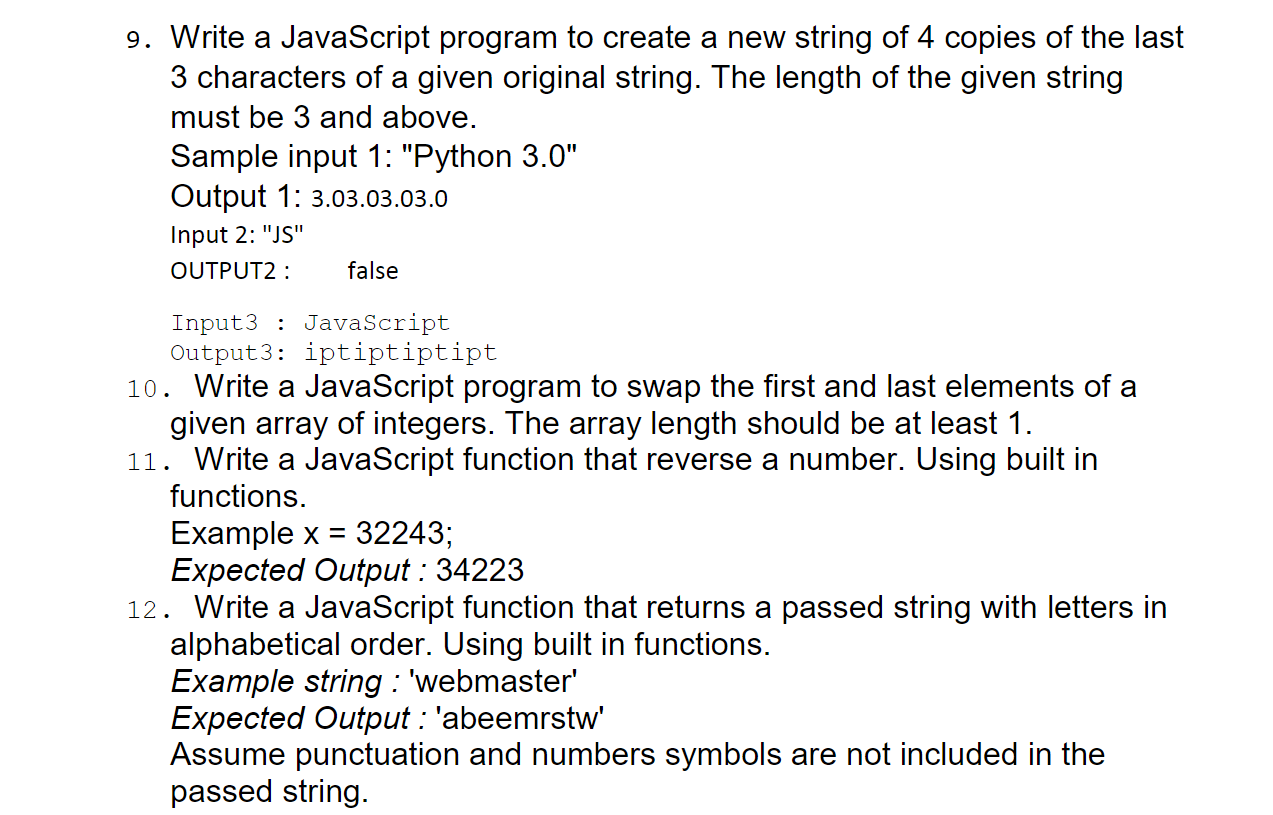 9. Write a JavaScript program to create a new string of 4 copies of the last
3 characters of a given original string. The length of the given string
must be 3 and above.
Sample input 1: "Python 3.0"
Output 1: 3.03.03.03.0
Input 2: "JS"
OUTPUT2 : false
Input3 : JavaScript
Output3: iptiptiptipt
10. Write a JavaScript program to swap the first and last elements of a
given array of integers. The array length should be at least 1.
11. Write a JavaScript function that reverse a number. Using built in
functions.
Example x = 32243;
Expected Output : 34223
12. Write a JavaScript function that returns a passed string with letters in
alphabetical order. Using built in functions.
Example string : 'webmaster'
Expected Output : 'abeemrstw'
Assume punctuation and numbers symbols are not included in the
passed string.